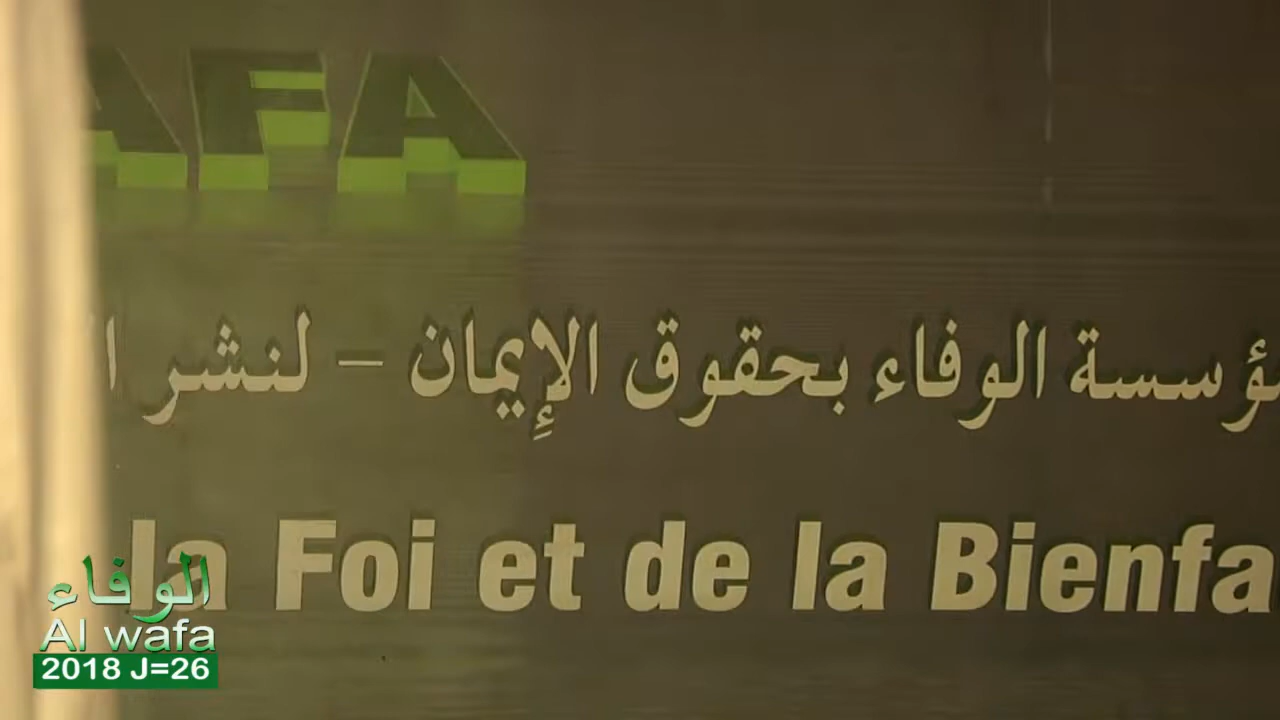 AFA
ؤسسة الوفاء بحقوق الإيمان – لنشر ا
la Foi et de la Bienfa
الوفاء
Al wafa
2018 J=26